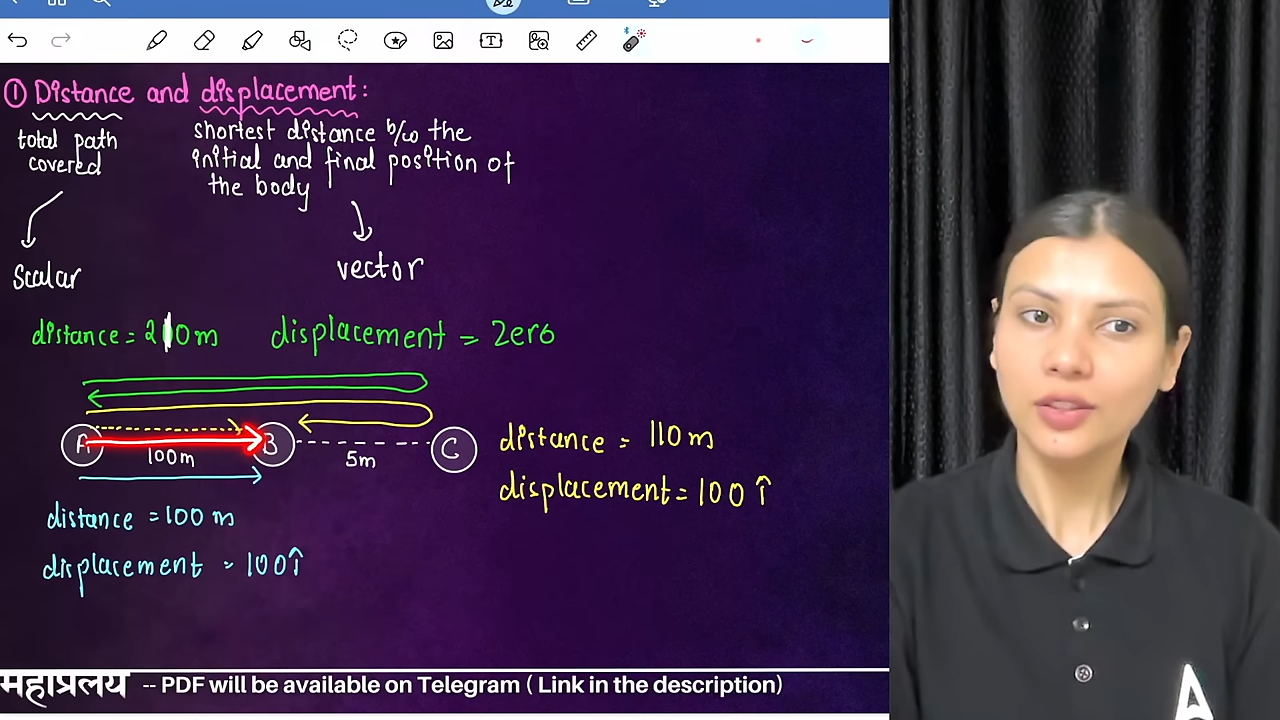 ① Distance and displacement:
total path
covered
shortest distance b/w the
initial and final position of
the body
Scalar
vector
distance = 210m
displacement = Zero
A
B
C
100m
5m
distance = 110m
displacement = 100 î
distance = 100 m
displacement = 100î
महाप्रलय -- PDF will be available on Telegram ( Link in the description)